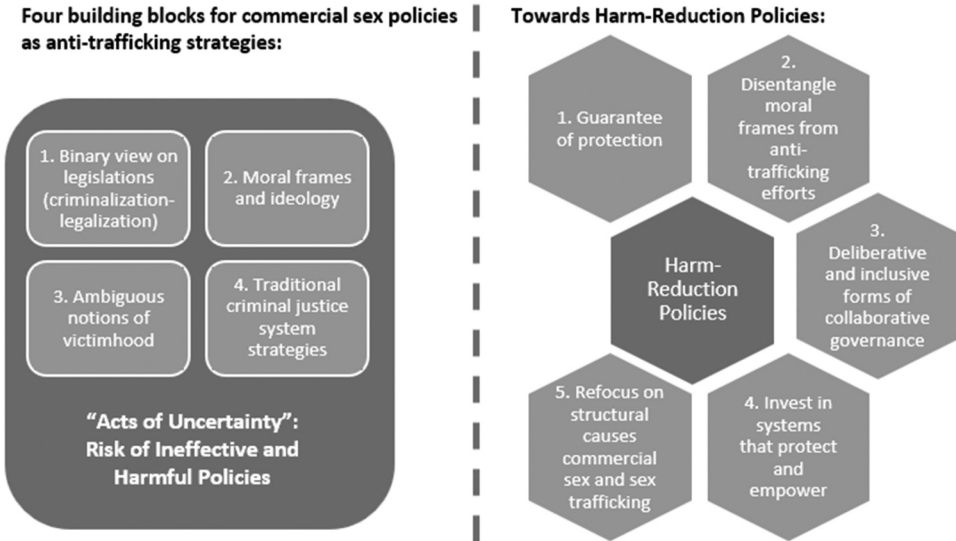 Four building blocks for commercial sex policies
as anti-trafficking strategies:
1. Binary view on
legislations
(criminalization-
legalization)
2. Moral frames
and ideology
3. Ambiguous
notions of
victimhood
4. Traditional
criminal justice
system
strategies
“Acts of Uncertainty”:
Risk of Ineffective and
Harmful Policies
Towards Harm-Reduction Policies:
1. Guarantee
of protection
2.
Disentangle
moral
frames from
anti-
trafficking
efforts
3.
Deliberative
and inclusive
forms of
collaborative
governance
Harm-
Reduction
Policies
4. Invest in
systems
that protect
and
empower
5. Refocus on
structural
causes
commercial
sex and sex
trafficking